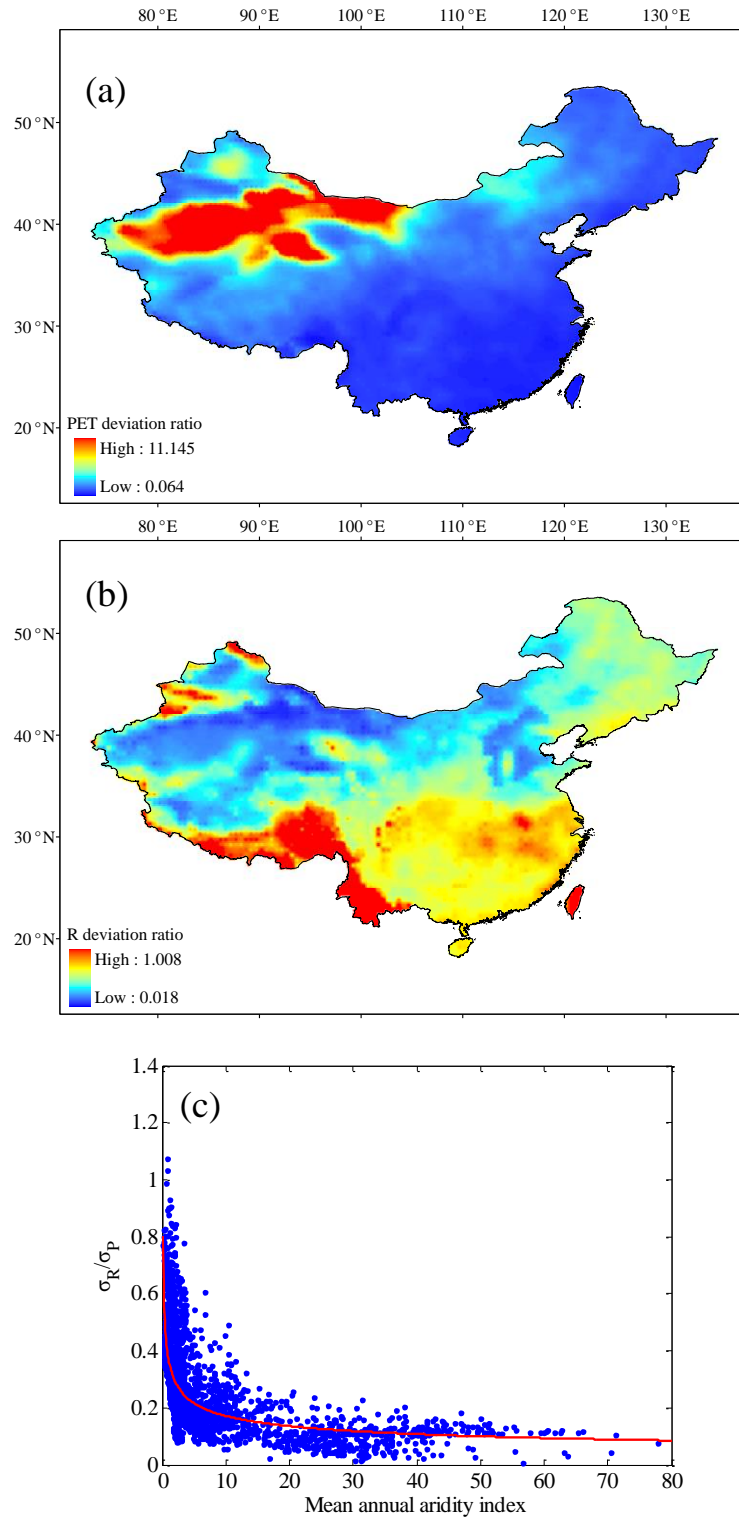 80°E 90°E 100°E 110°E 120°E 130°E
(a)
50°N
40°N
30°N
20°N
PET deviation ratio
High : 11.145
Low : 0.064
80°E 90°E 100°E 110°E 120°E 130°E
(b)
50°N
40°N
30°N
20°N
R deviation ratio
High : 1.008
Low : 0.018
(c)
1.4
1.2
1
0.8
0.6
0.4
0.2
0
σR/σP
0 10 20 30 40 50 60 70 80
Mean annual aridity index